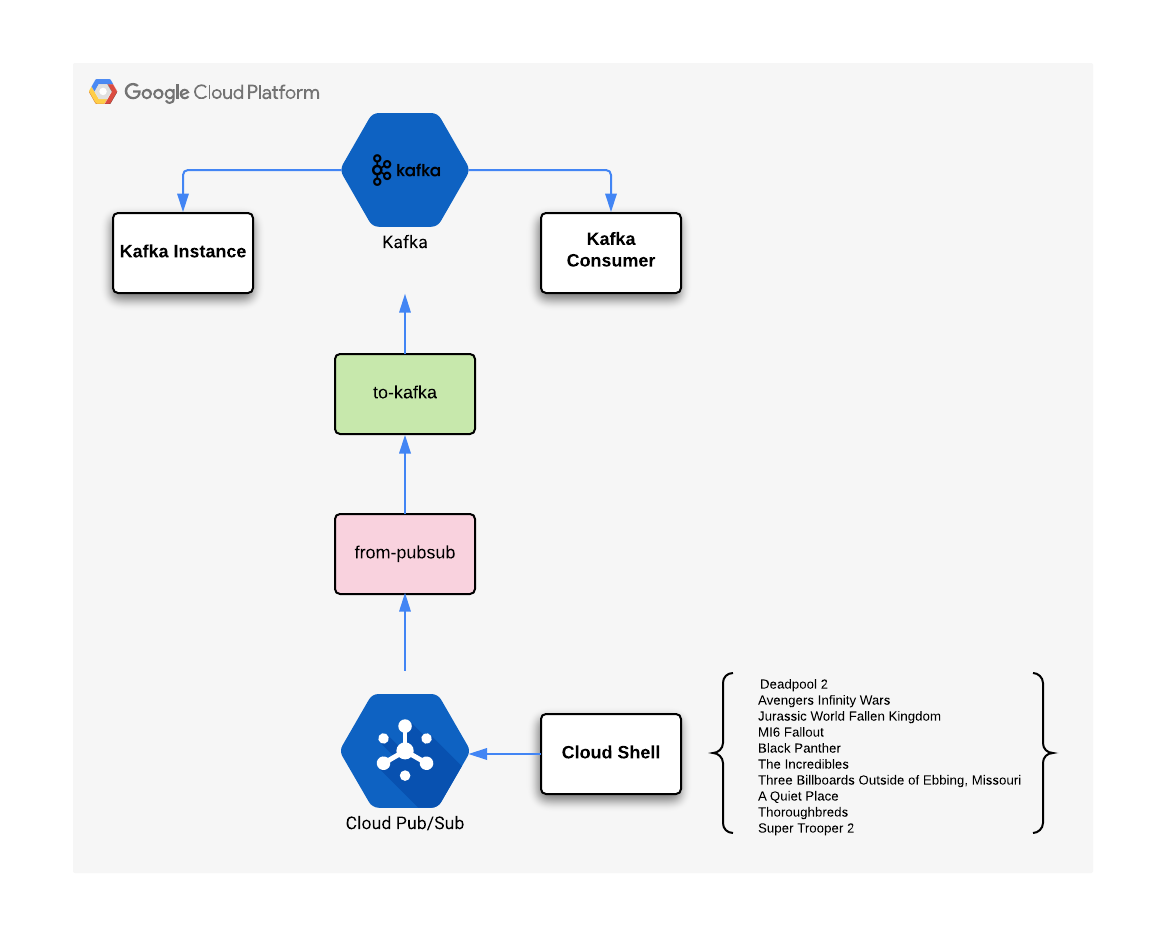 Google Cloud Platform
kafka
Kafka
Kafka Instance
Kafka
Consumer
to-kafka
from-pubsub
Cloud Pub/Sub
Cloud Shell
Deadpool 2
Avengers Infinity Wars
Jurassic World Fallen Kingdom
MI6 Fallout
Black Panther
The Incredibles
Three Billboards Outside of Ebbing, Missouri
A Quiet Place
Thoroughbreds
Super Trooper 2